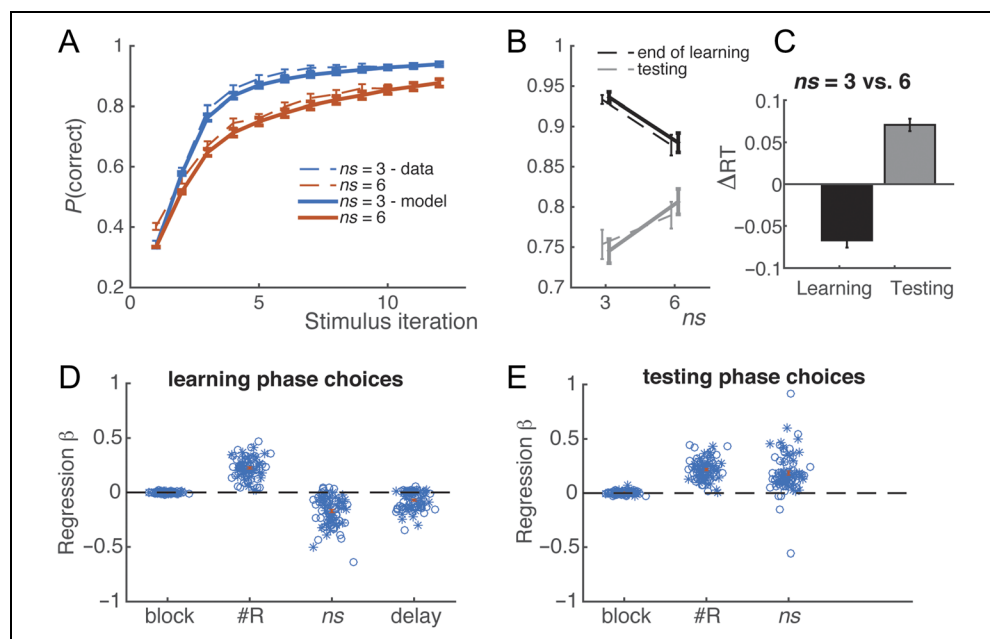 A
1
0.8
0.6
0.4
0.2
P(correct)
ns = 3 - data
ns = 6
ns = 3 - model
ns = 6
0
5
10
Stimulus iteration
B
1
0.95
0.9
0.85
0.8
0.75
0.7
end of learning
testing
3
6
ns
C
ns = 3 vs. 6
0.1
0.05
0
−0.05
−0.1
ΔRT
Learning
Testing
D
learning phase choices
1
0.5
0
−0.5
−1
Regression β
block
#R
ns
delay
E
testing phase choices
1
0.5
0
−0.5
−1
Regression β
block
#R
ns